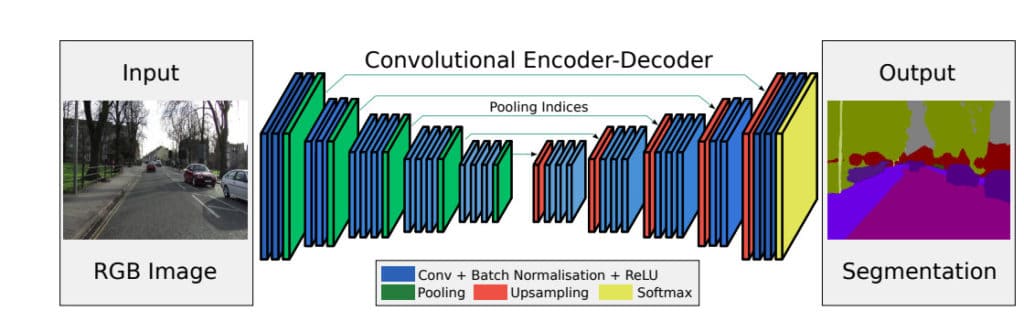 Input
RGB Image
Convolutional Encoder-Decoder
Pooling Indices
Conv + Batch Normalisation + ReLU
Pooling Upsampling Softmax
Output
Segmentation